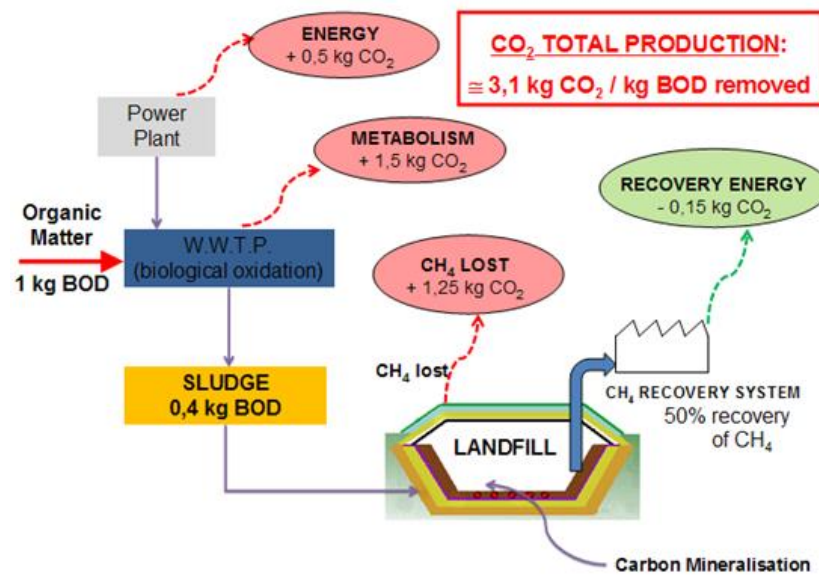 ENERGY
+ 0,5 kg CO₂
CO₂ TOTAL PRODUCTION:
≅ 3,1 kg CO₂ / kg BOD removed
Power
Plant
METABOLISM
+ 1,5 kg CO₂
RECOVERY ENERGY
- 0,15 kg CO₂
Organic
Matter
1 kg BOD
W.W.T.P.
(biological oxidation)
CH₄ LOST
+ 1,25 kg CO₂
SLUDGE
0,4 kg BOD
CH₄ lost
CH₄ RECOVERY SYSTEM
50% recovery
of CH₄
LANDFILL
Carbon Mineralisation